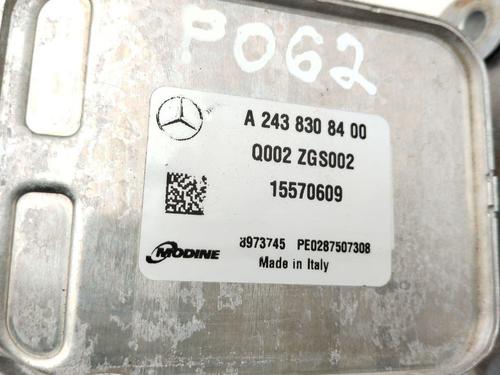 P062
A 243 830 84 00
Q002 ZGS002
15570609
8973745 PE0287507308
MODINE
Made in Italy